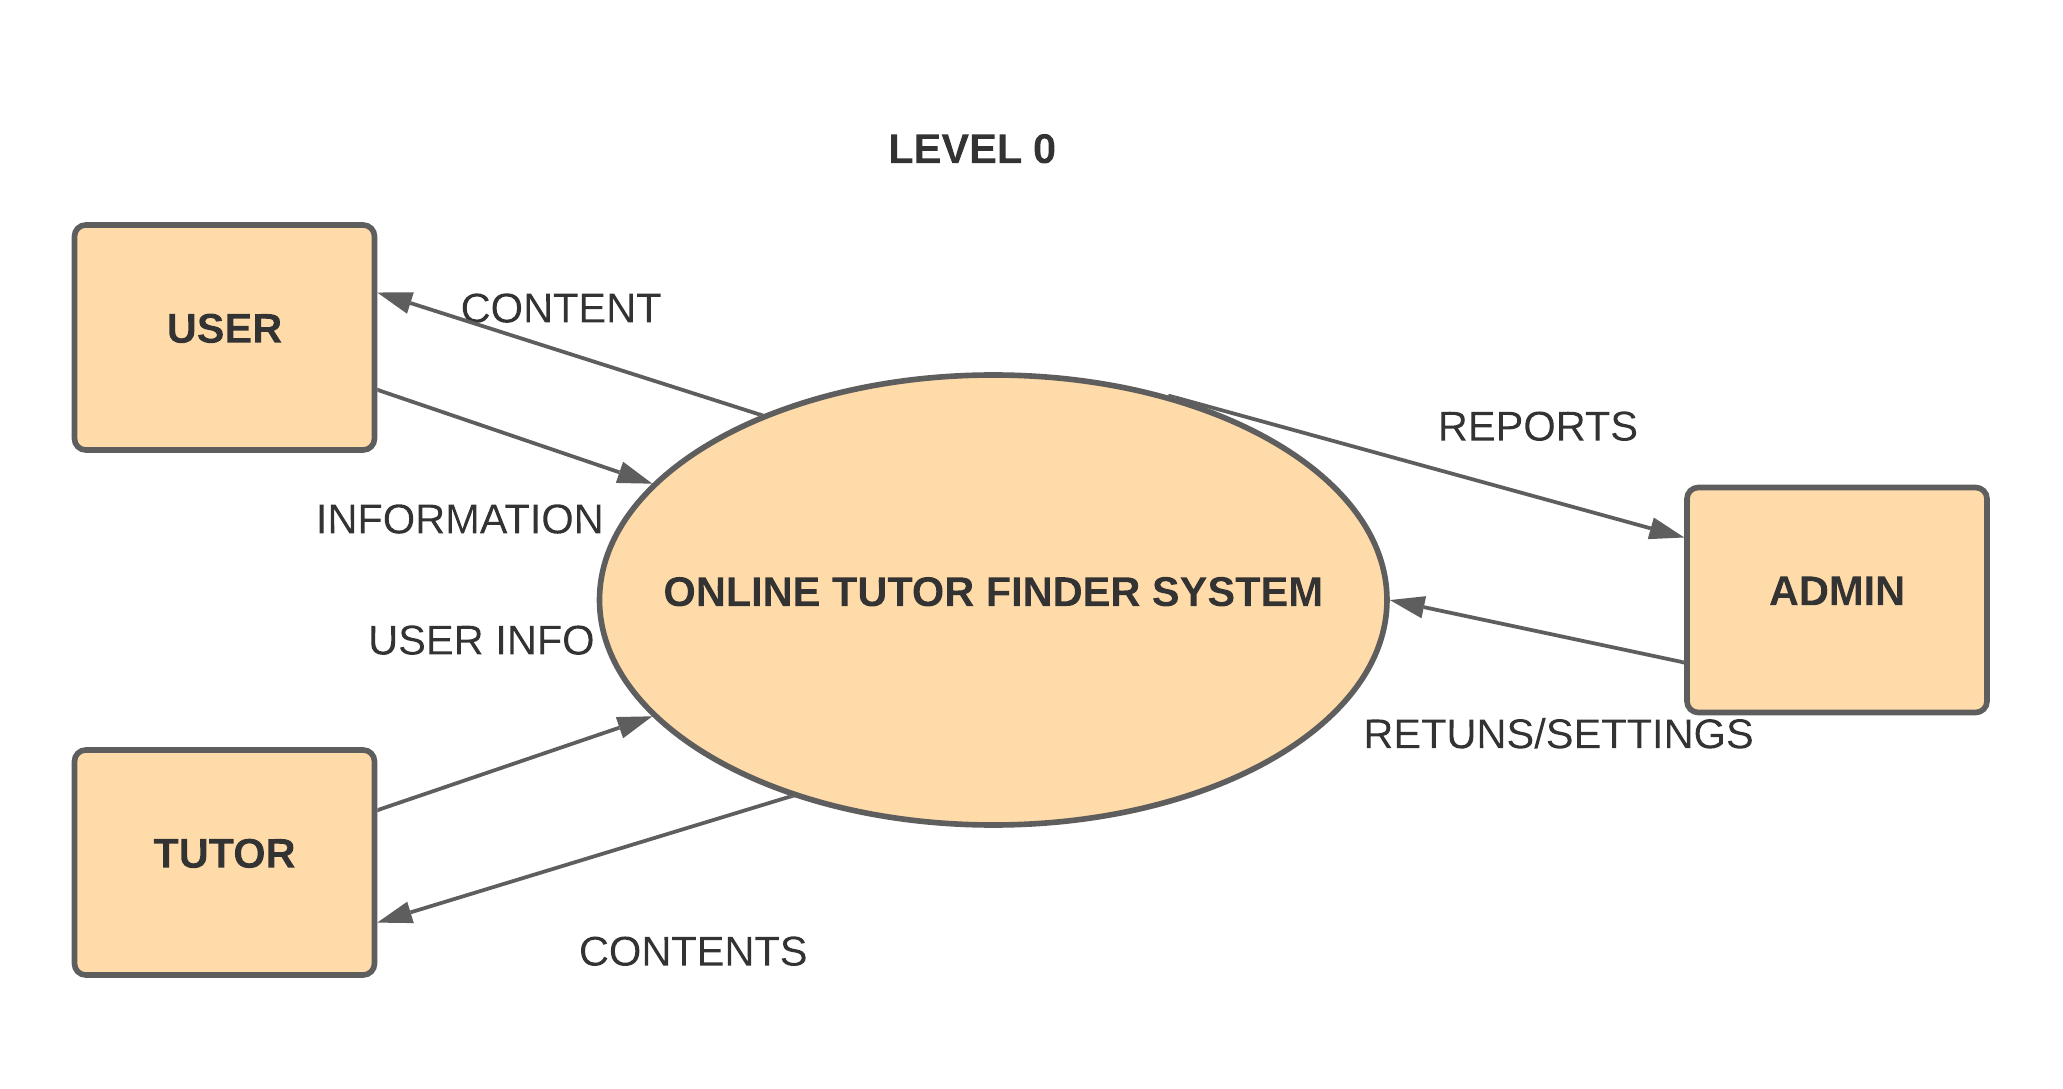 LEVEL 0
USER
CONTENT
REPORTS
INFORMATION
ONLINE TUTOR FINDER SYSTEM
ADMIN
USER INFO
RETUNS/SETTINGS
TUTOR
CONTENTS